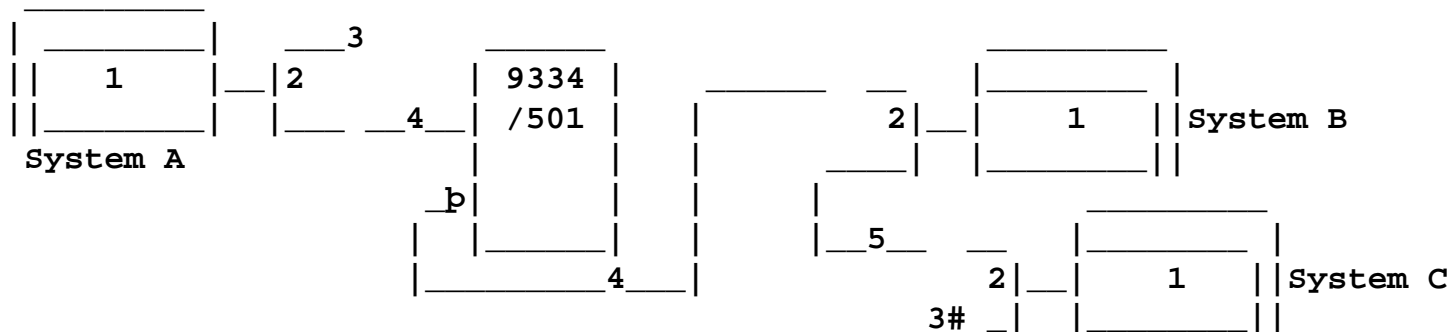 3
1 2 9334
4 /501 2 1 System B
System A
p
5
4 2 1 System C
3#